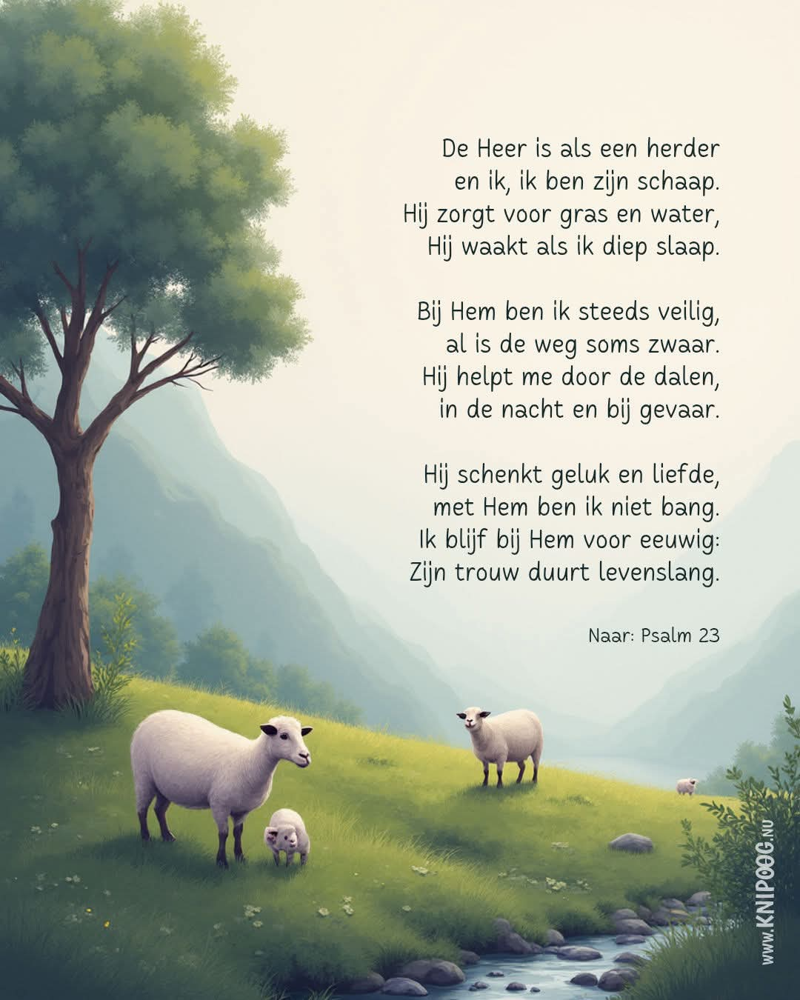 De Heer is als een herder
en ik, ik ben zijn schaap.
Hij zorgt voor gras en water,
Hij waakt als ik diep slaap.
Bij Hem ben ik steeds veilig,
al is de weg soms zwaar.
Hij helpt me door de dalen,
in de nacht en bij gevaar.
Hij schenkt geluk en liefde,
met Hem ben ik niet bang.
Ik blijf bij Hem voor eeuwig:
Zijn trouw duurt levenslang.
Naar: Psalm 23
www.KNIPOOG.NU